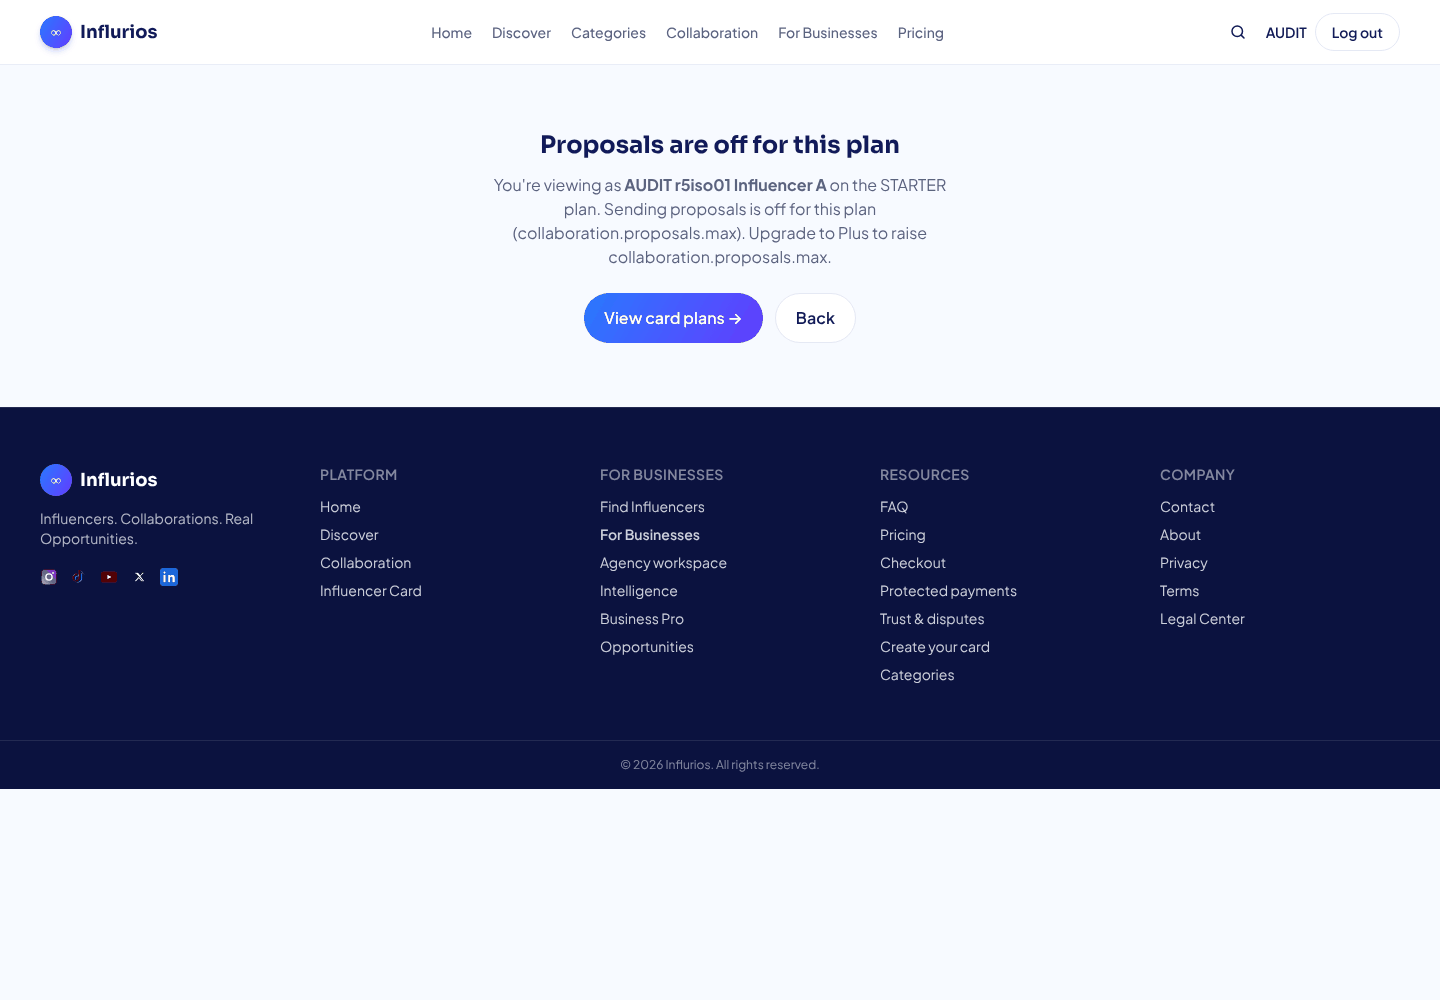 ∞ Influrios
Home Discover Categories Collaboration For Businesses Pricing
AUDIT Log out
Proposals are off for this plan
You're viewing as AUDIT r5iso01 Influencer A on the STARTER
plan. Sending proposals is off for this plan
(collaboration.proposals.max). Upgrade to Plus to raise
collaboration.proposals.max.
View card plans → Back
∞ Influrios
Influencers. Collaborations. Real
Opportunities.
PLATFORM
Home
Discover
Collaboration
Influencer Card
FOR BUSINESSES
Find Influencers
For Businesses
Agency workspace
Intelligence
Business Pro
Opportunities
RESOURCES
FAQ
Pricing
Checkout
Protected payments
Trust & disputes
Create your card
Categories
COMPANY
Contact
About
Privacy
Terms
Legal Center
© 2026 Influrios. All rights reserved.